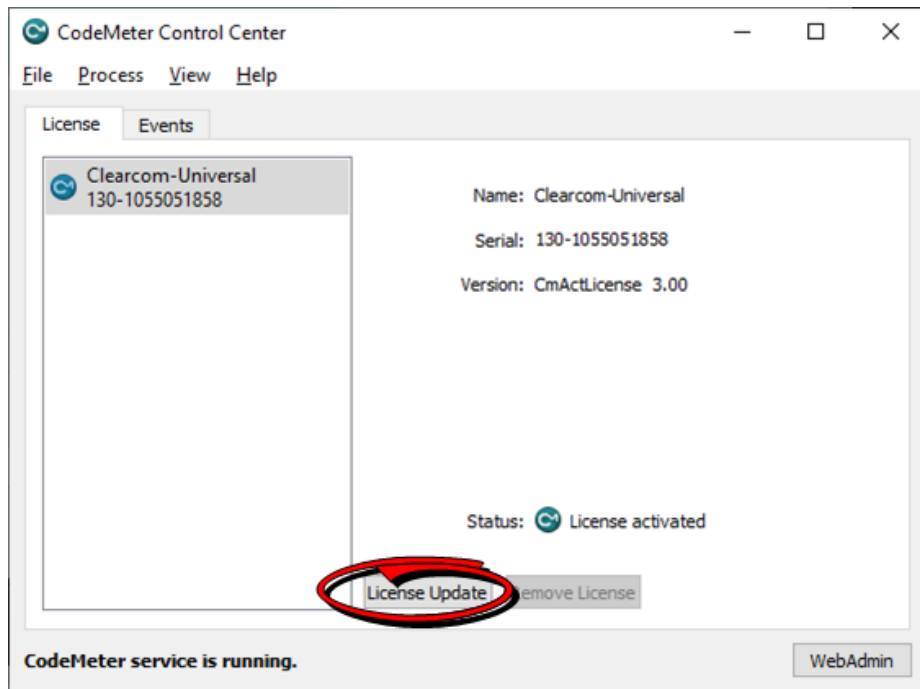 CodeMeter Control Center
File Process View Help
License Events
Clearcom-Universal
130-1055051858
Name: Clearcom-Universal
Serial: 130-1055051858
Version: CmActLicense 3.00
Status: License activated
License Update emove License
CodeMeter service is running.
WebAdmin